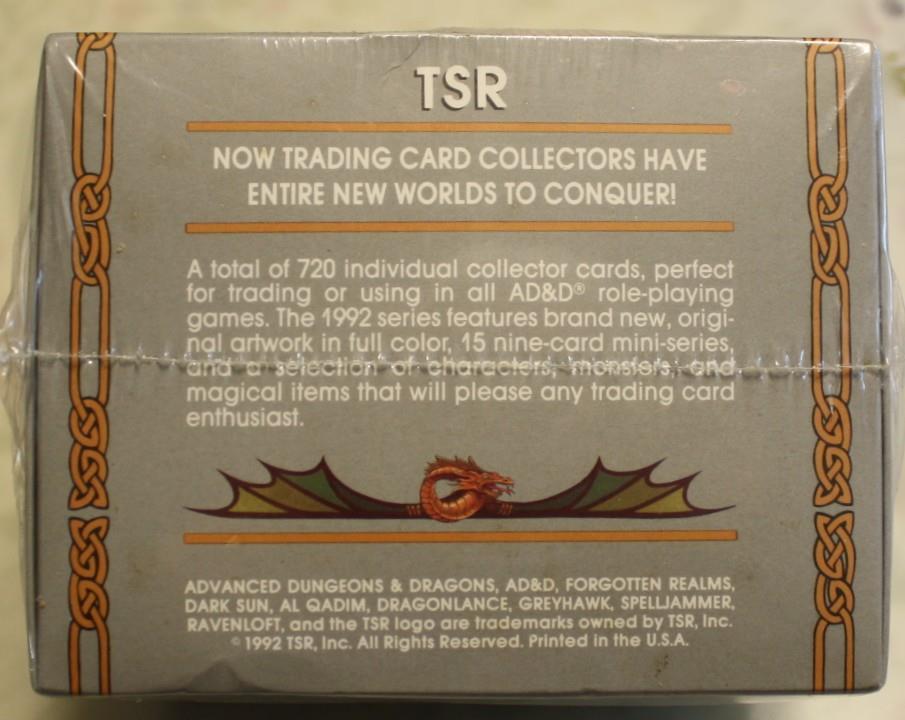 TSR
NOW TRADING CARD COLLECTORS HAVE
ENTIRE NEW WORLDS TO CONQUER!
A total of 720 individual collector cards, perfect
for trading or using in all AD&D® role-playing
games. The 1992 series features brand new, origi-
nal artwork in full color, 15 nine-card mini-series,
and a selection of characters, monsters, and
magical items that will please any trading card
enthusiast.
ADVANCED DUNGEONS & DRAGONS, AD&D, FORGOTTEN REALMS,
DARK SUN, AL QADIM, DRAGONLANCE, GREYHAWK, SPELLJAMMER,
RAVENLOFT, and the TSR logo are trademarks owned by TSR, Inc.
© 1992 TSR, Inc. All Rights Reserved. Printed in the U.S.A.